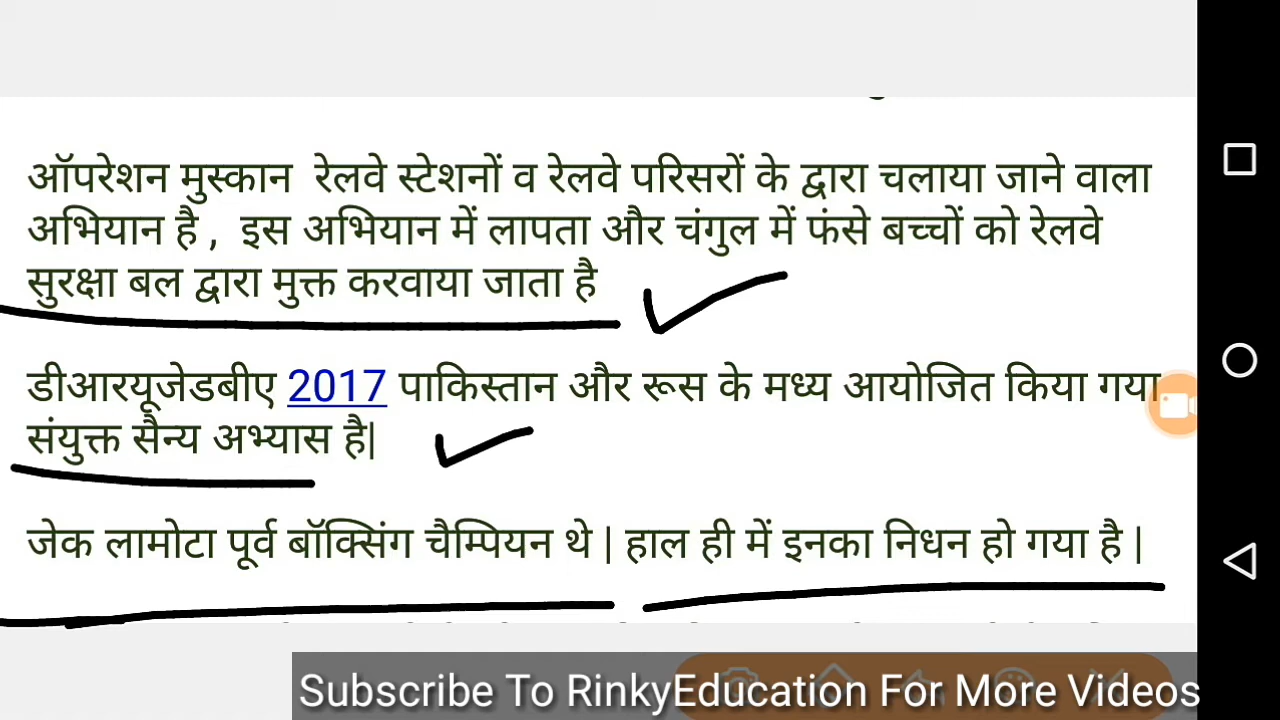 ऑपरेशन मुस्कान  रेलवे स्टेशनों व रेलवे परिसरों के द्वारा चलाया जाने वाला
अभियान है ,  इस अभियान में लापता और चंगुल में फंसे बच्चों को रेलवे
सुरक्षा बल द्वारा मुक्त करवाया जाता है
डीआरयूजेडबीए 2017 पाकिस्तान और रूस के मध्य आयोजित किया गया
संयुक्त सैन्य अभ्यास है|
जेक लामोटा पूर्व बॉक्सिंग चैम्पियन थे | हाल ही में इनका निधन हो गया है |
Subscribe To RinkyEducation For More Videos